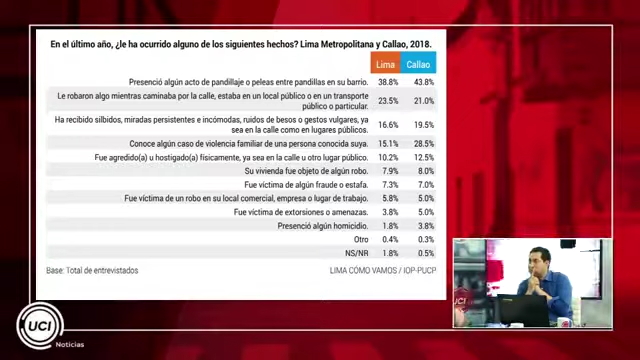 En el último año, ¿le ha ocurrido alguno de los siguientes hechos? Lima Metropolitana y Callao, 2018.
Lima Callao
Presenció algún acto de pandillaje o peleas entre pandillas en su barrio. 38.8% 43.8%
Le robaron algo mientras caminaba por la calle, estaba en un local público o en un transporte
público o particular. 23.5% 21.0%
Ha recibido silbidos, miradas persistentes e incómodas, ruidos de besos o gestos vulgares, ya
sea en la calle como en lugares públicos. 16.6% 19.5%
Conoce algún caso de violencia familiar de una persona conocida suya. 15.1% 28.5%
Fue agredido(a) u hostigado(a) físicamente, ya sea en la calle u otro lugar público. 10.2% 12.5%
Su vivienda fue objeto de algún robo. 7.9% 8.0%
Fue víctima de algún fraude o estafa. 7.3% 7.0%
Fue víctima de un robo en su local comercial, empresa o lugar de trabajo. 5.8% 5.0%
Fue víctima de extorsiones o amenazas. 3.8% 5.0%
Presenció algún homicidio. 1.8% 3.8%
Otro 0.4% 0.3%
NS/NR 1.8% 0.5%
Base: Total de entrevistados LIMA CÓMO VAMOS / IOP-PUCP
UCI
UCI
Noticias